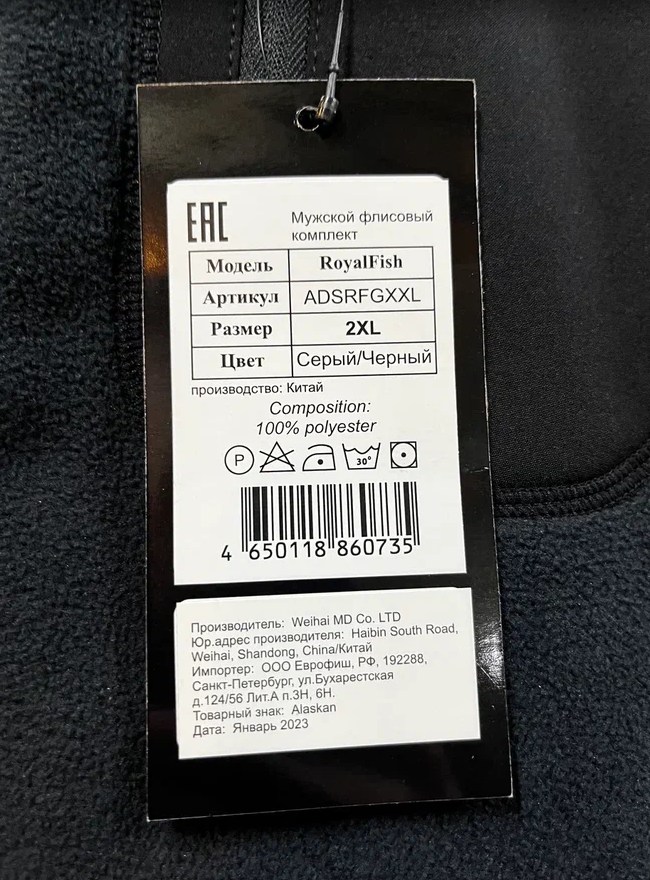 EAC
Мужской флисовый
комплект
Модель RoyalFish
Артикул ADSRFGXXL
Размер 2XL
Цвет Серый/Черный
производство: Китай
Composition:
100% polyester
P 30°
4 650118 860735
Производитель: Weihai MD Co. LTD
Юр.адрес производителя: Haibin South Road,
Weihai, Shandong, China/Китай
Импортер: ООО Еврофиш, РФ, 192288,
Санкт-Петербург, ул.Бухарестская
д.124/56 Лит.А п.3Н, 6Н.
Товарный знак: Alaskan
Дата: Январь 2023